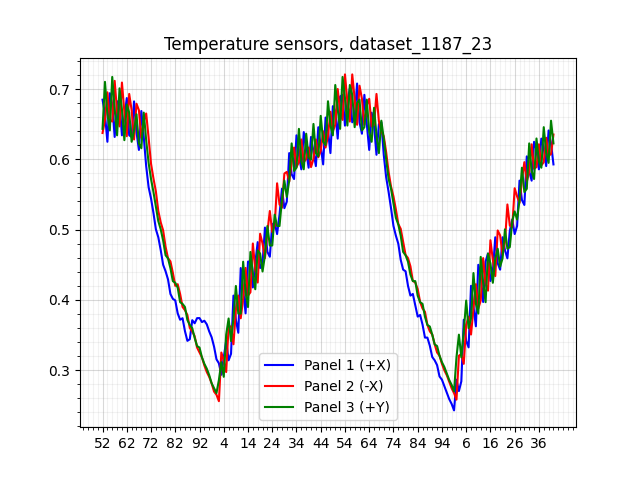 Temperature sensors, dataset_1187_23
0.7
0.6
0.5
0.4
0.3
Panel 1 (+X)
Panel 2 (-X)
Panel 3 (+Y)
52 62 72 82 92 4 14 24 34 44 54 64 74 84 94 6 16 26 36